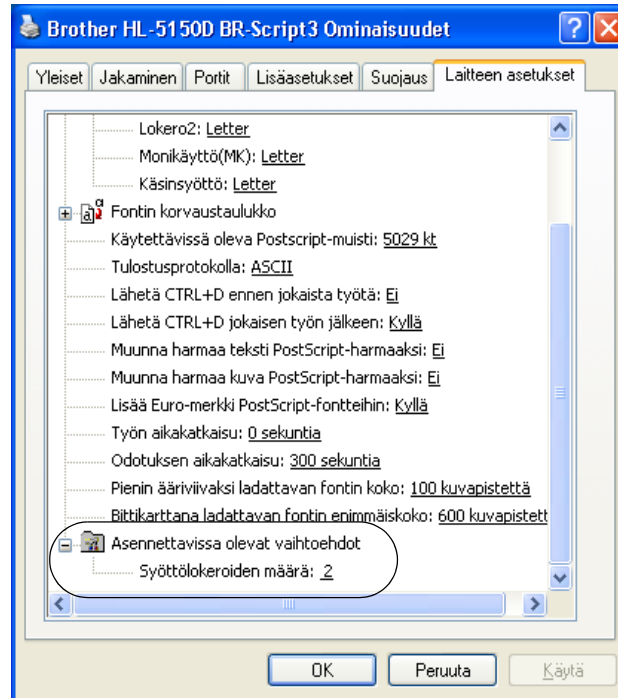 Brother HL-5150D BR-Script3 Ominaisuudet
Yleiset Jakaminen Portit Lisäasetukset Suojaus Laitteen asetukset
Lokero2: Letter
Monikäyttö(MK): Letter
Käsinsyöttö: Letter
Fontin korvaustaulukko
Käytettävissä oleva Postscript-muisti: 5029 kt
Tulostusprotokolla: ASCII
Lähetä CTRL+D ennen jokaista työtä: Ei
Lähetä CTRL+D jokaisen työn jälkeen: Kyllä
Muunna harmaa teksti PostScript-harmaaksi: Ei
Muunna harmaa kuva PostScript-harmaaksi: Ei
Lisää Euro-merkki PostScript-fontteihin: Kyllä
Työn aikakatkaisu: 0 sekuntia
Odotuksen aikakatkaisu: 300 sekuntia
Pienin ääriviivaksi ladattavan fontin koko: 100 kuvapistettä
Bittikarttana ladattavan fontin enimmäiskoko: 600 kuvapistett
Asennettavissa olevat vaihtoehdot
Syöttölokeroiden määrä: 2
OK Peruuta Käytä